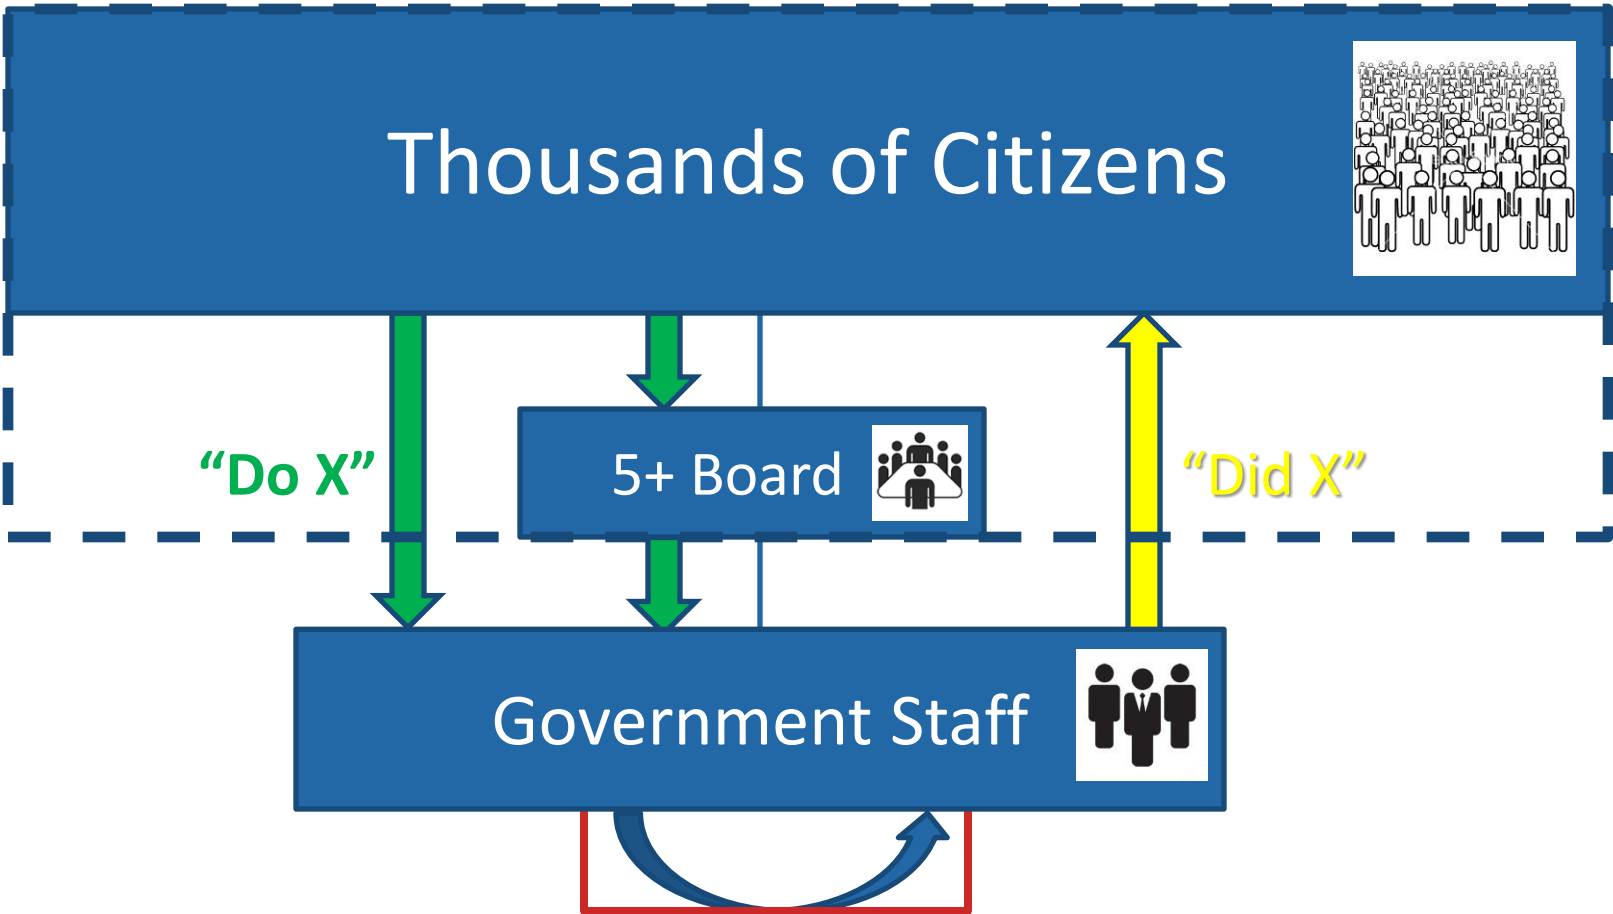 Thousands of Citizens
“Do X”
5+ Board
“Did X”
Government Staff